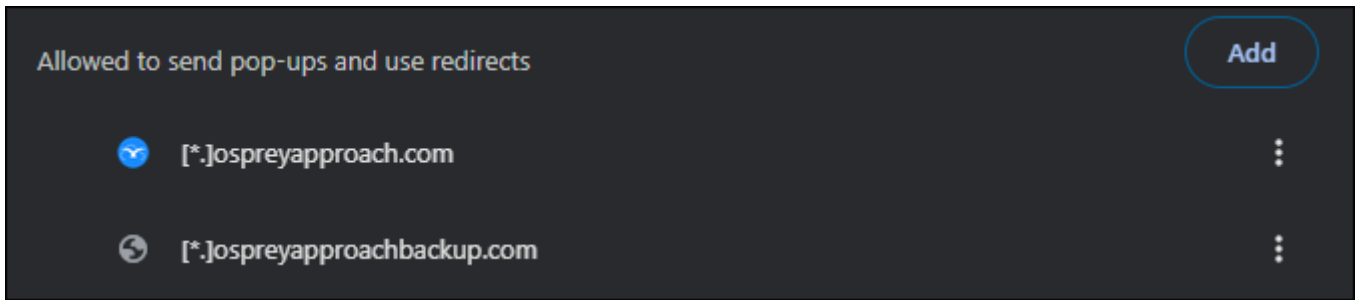 Allowed to send pop-ups and use redirects
Add
[*.]ospreyapproach.com
[*.]ospreyapproachbackup.com